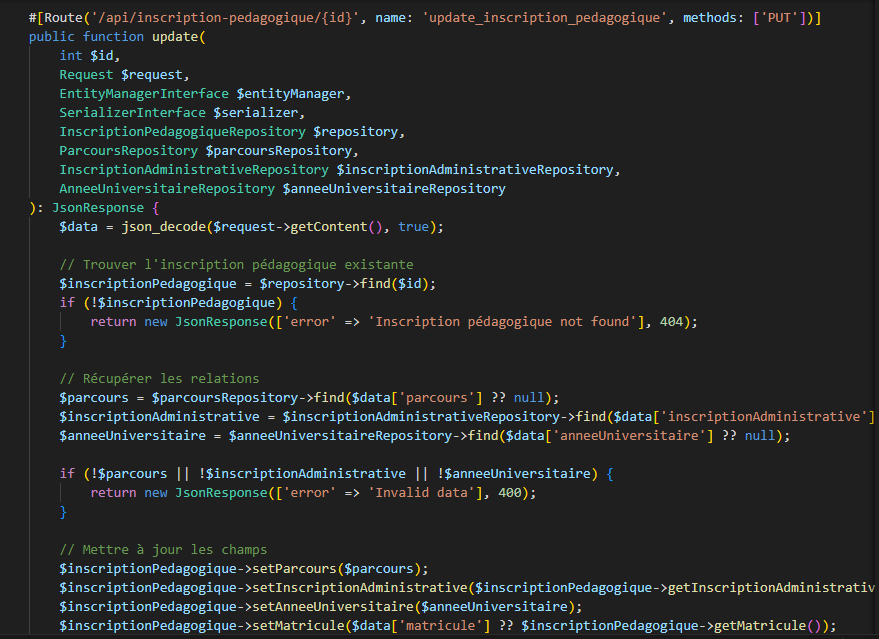 #[Route('/api/inscription-pedagogique/{id}', name: 'update_inscription_pedagogique', methods: ['PUT'])]
public function update(
    int $id,
    Request $request,
    EntityManagerInterface $entityManager,
    SerializerInterface $serializer,
    InscriptionPedagogiqueRepository $repository,
    ParcoursRepository $parcoursRepository,
    InscriptionAdministrativeRepository $inscriptionAdministrativeRepository,
    AnneeUniversitaireRepository $anneeUniversitaireRepository
): JsonResponse {
    $data = json_decode($request->getContent(), true);

    // Trouver l'inscription pédagogique existante
    $inscriptionPedagogique = $repository->find($id);
    if (!$inscriptionPedagogique) {
        return new JsonResponse(['error' => 'Inscription pédagogique not found'], 404);
    }

    // Récupérer les relations
    $parcours = $parcoursRepository->find($data['parcours'] ?? null);
    $inscriptionAdministrative = $inscriptionAdministrativeRepository->find($data['inscriptionAdministrative']
    $anneeUniversitaire = $anneeUniversitaireRepository->find($data['anneeUniversitaire'] ?? null);

    if (!$parcours || !$inscriptionAdministrative || !$anneeUniversitaire) {
        return new JsonResponse(['error' => 'Invalid data'], 400);
    }

    // Mettre à jour les champs
    $inscriptionPedagogique->setParcours($parcours);
    $inscriptionPedagogique->setInscriptionAdministrative($inscriptionPedagogique->getInscriptionAdministrativ
    $inscriptionPedagogique->setAnneeUniversitaire($anneeUniversitaire);
    $inscriptionPedagogique->setMatricule($data['matricule'] ?? $inscriptionPedagogique->getMatricule());